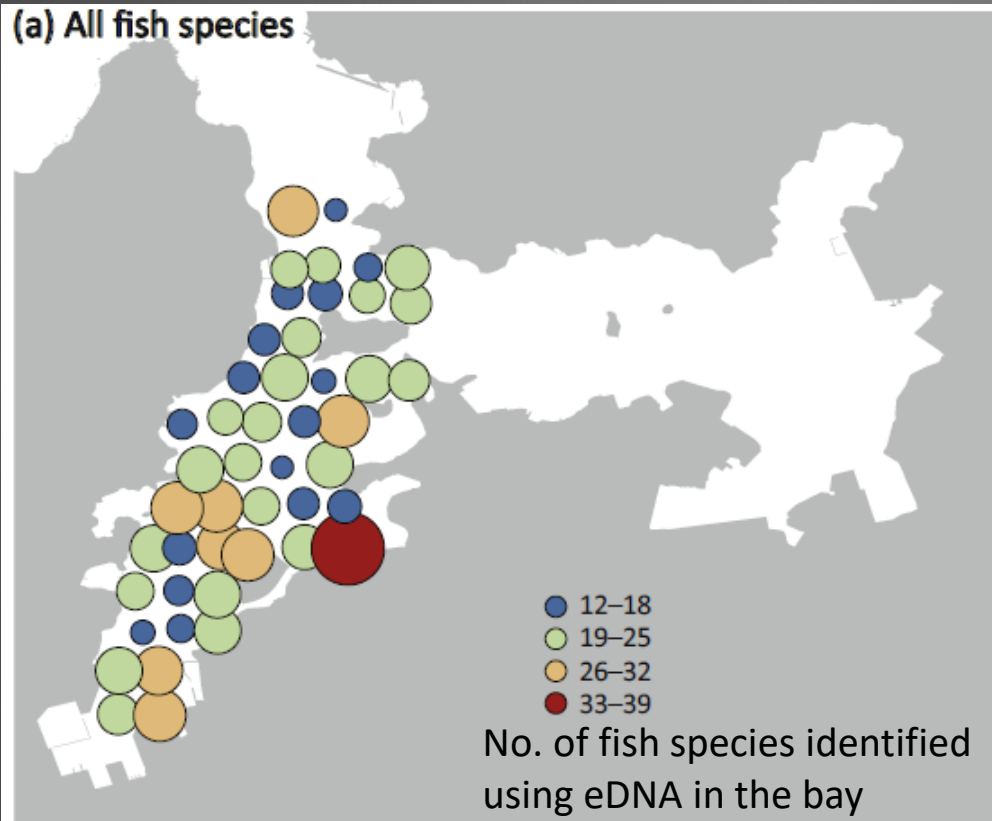 (a) All fish species
12–18
19–25
26–32
33–39
No. of fish species identified
using eDNA in the bay